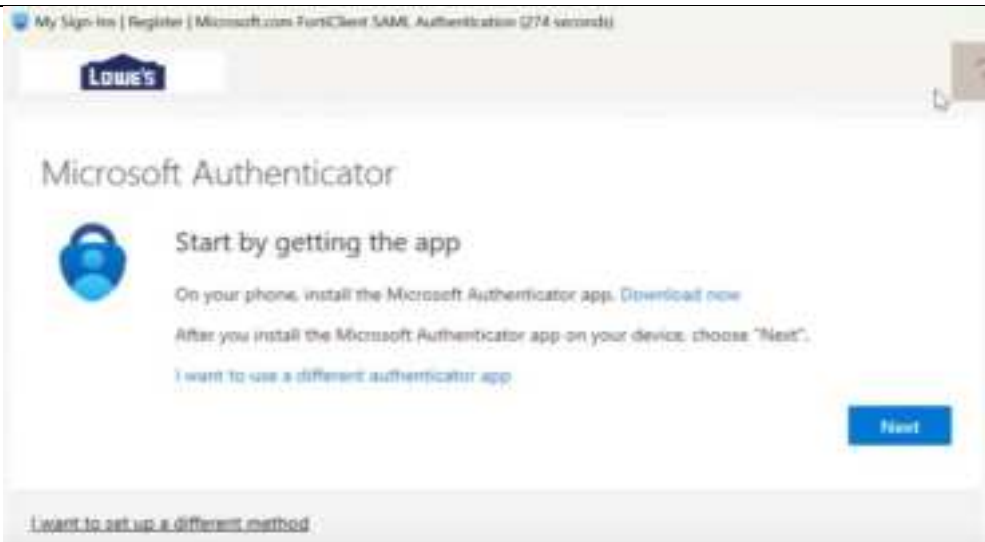 My Sign-Ins | Register | Microsoft.com FortiClient SAML Authentication (274 seconds)
LOWE'S
?
Microsoft Authenticator
Start by getting the app
On your phone, install the Microsoft Authenticator app. Download now
After you install the Microsoft Authenticator app on your device, choose "Next".
I want to use a different authenticator app
Next
I want to set up a different method